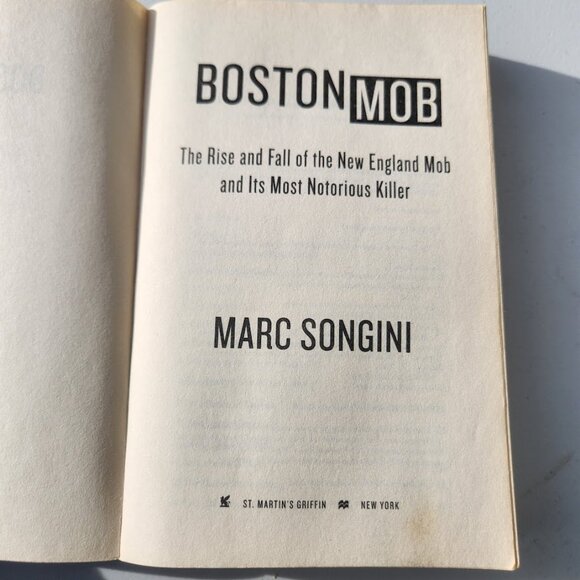 BOSTON MOB
The Rise and Fall of the New England Mob
and Its Most Notorious Killer
MARC SONGINI
ST. MARTIN'S GRIFFIN NEW YORK